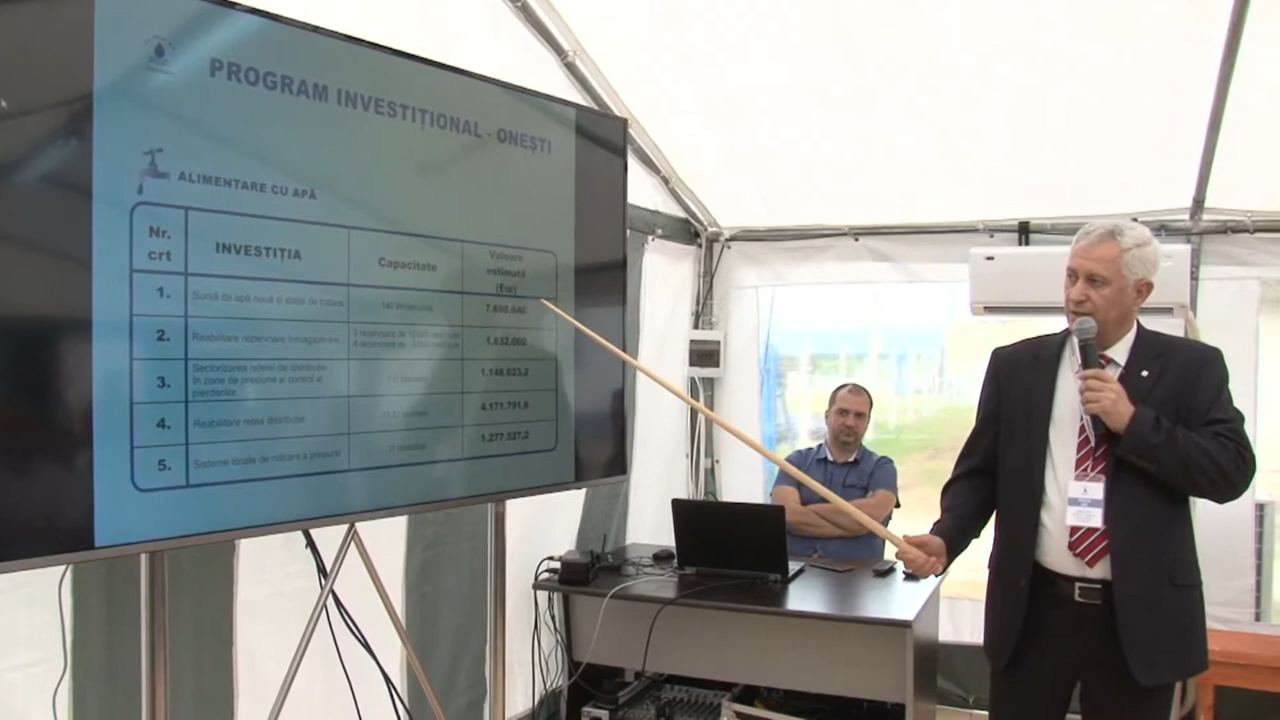 PROGRAM INVESTIȚIONAL - ONEȘTI
ALIMENTARE CU APĂ
Nr. crt
INVESTIȚIA
Capacitate
Valoare estimată (Eur)
1. Sursă de apă nouă și stație de tratare
2. Reabilitare rezervoare înmagazinare 1.632.000
3. Sectorizarea rețelei de distribuție
în zone de presiune și control al
pierderilor
1.148.623,2
4. Reabilitare rețea distribuție 4.171.791,6
5. Sisteme locale de ridicare a presiunii 1.277.527,2